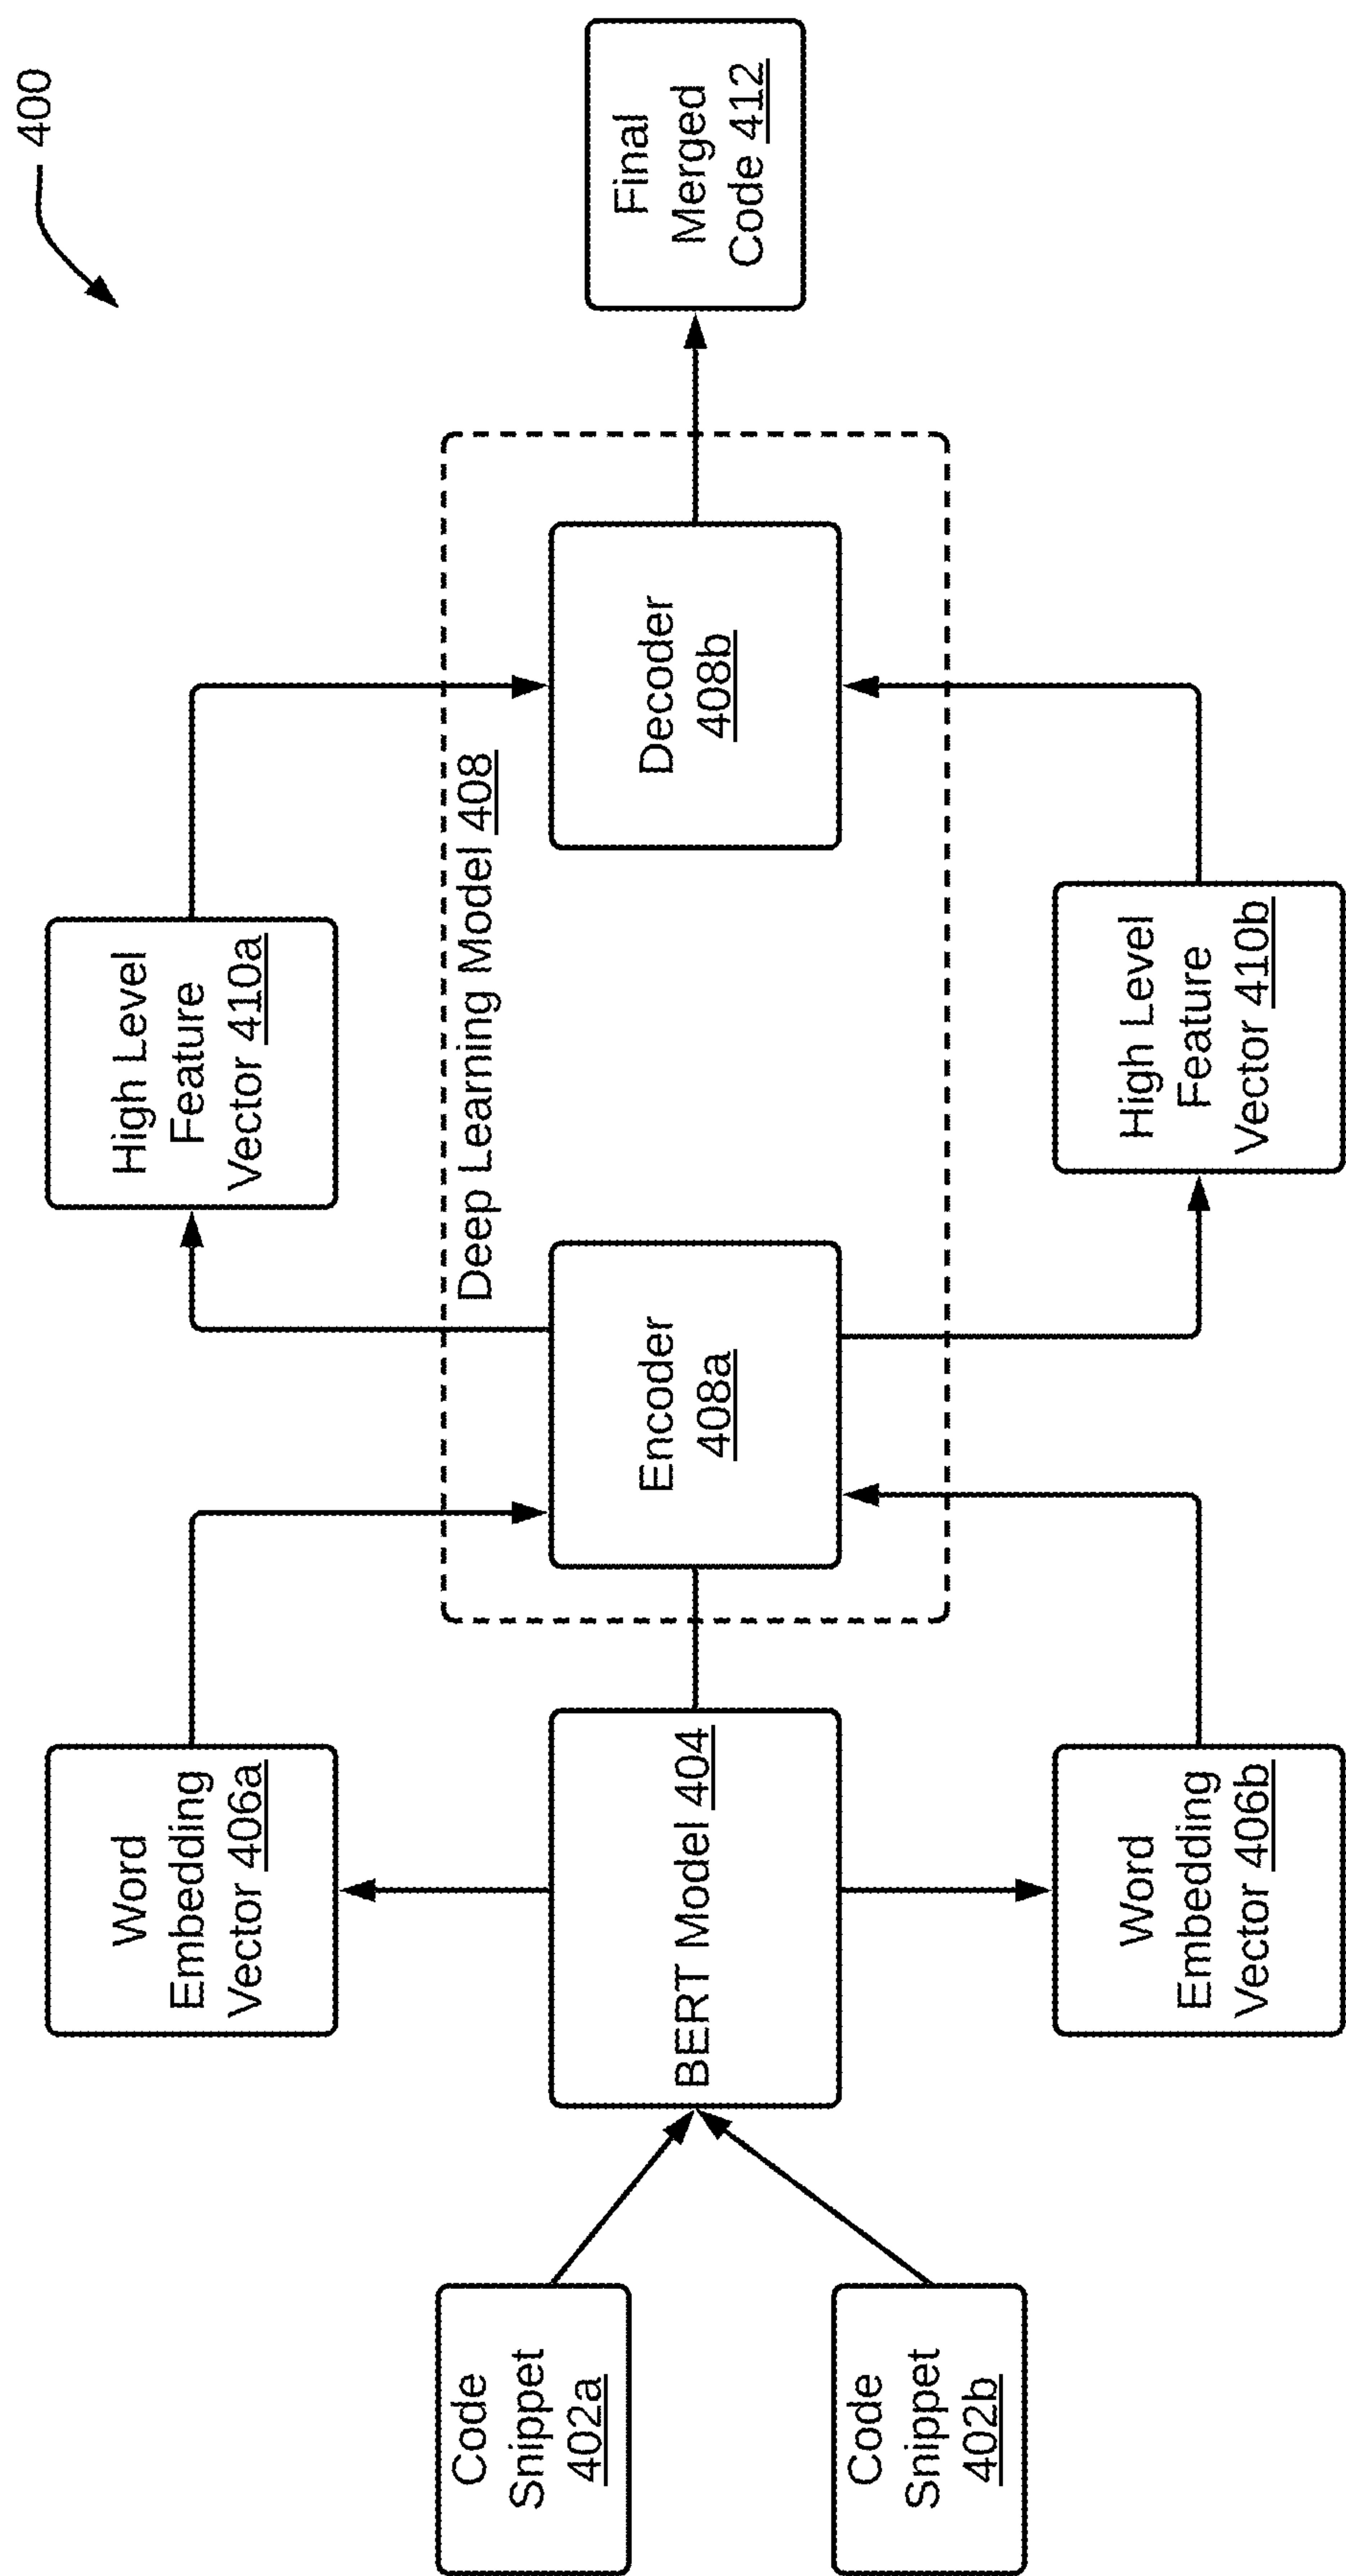 400
Code
Snippet
402a
Code
Snippet
402b
Word
Embedding
Vector 406a
BERT Model 404
Word
Embedding
Vector 406b
Deep Learning Model 408
Encoder
408a
High Level
Feature
Vector 410a
High Level
Feature
Vector 410b
Decoder
408b
Final
Merged
Code 412